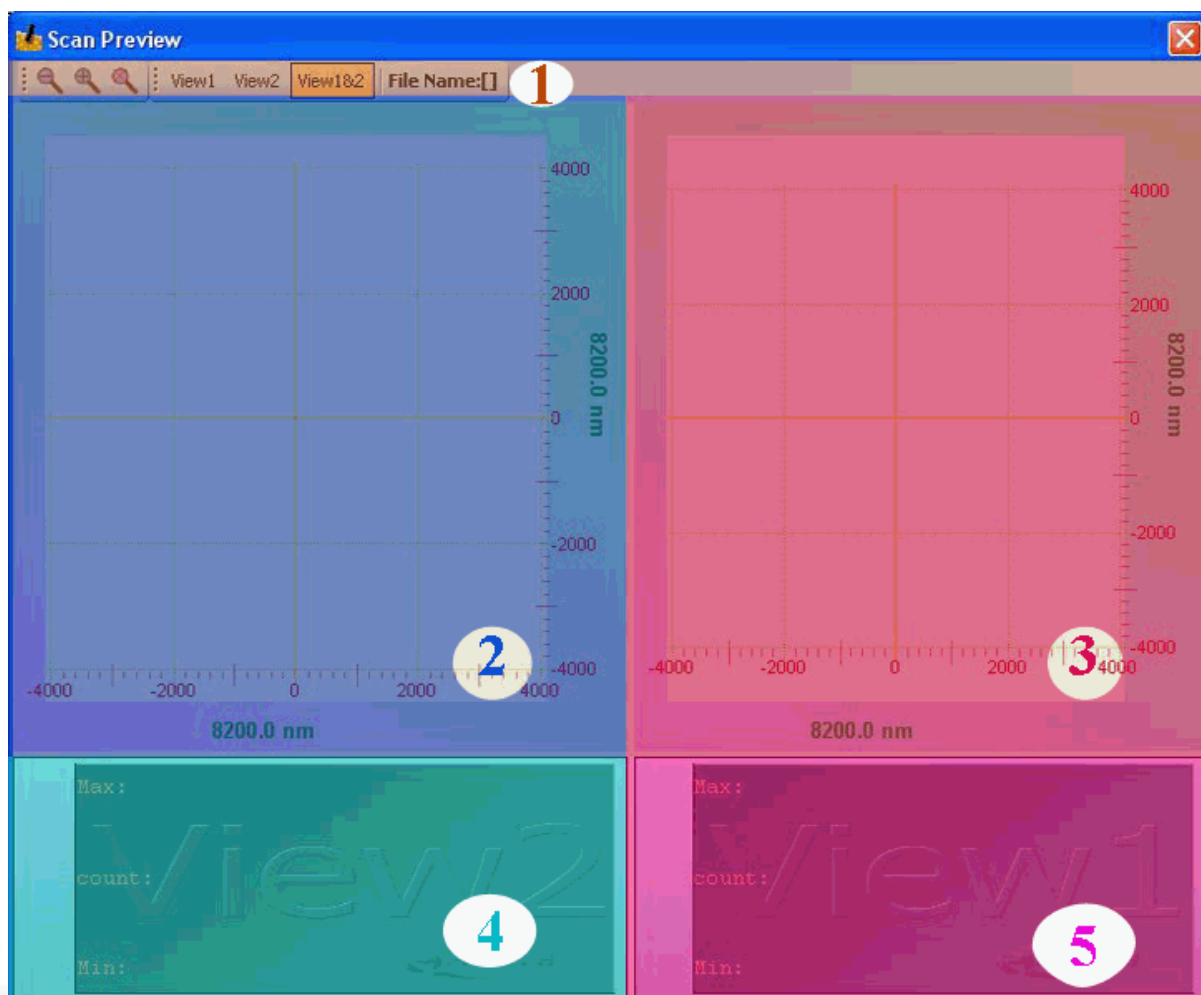 Scan Preview
View1 View2 View1&2 File Name:[] 1
4000
2000
0
-2000
-4000
8200.0 nm
-4000 -2000 0 2000 4000
8200.0 nm
2
4000
2000
0
-2000
-4000
8200.0 nm
-4000 -2000 0 2000 4000
8200.0 nm
3
Max:
View2
count:
4
Min:
Max:
View1
count:
5
Min: